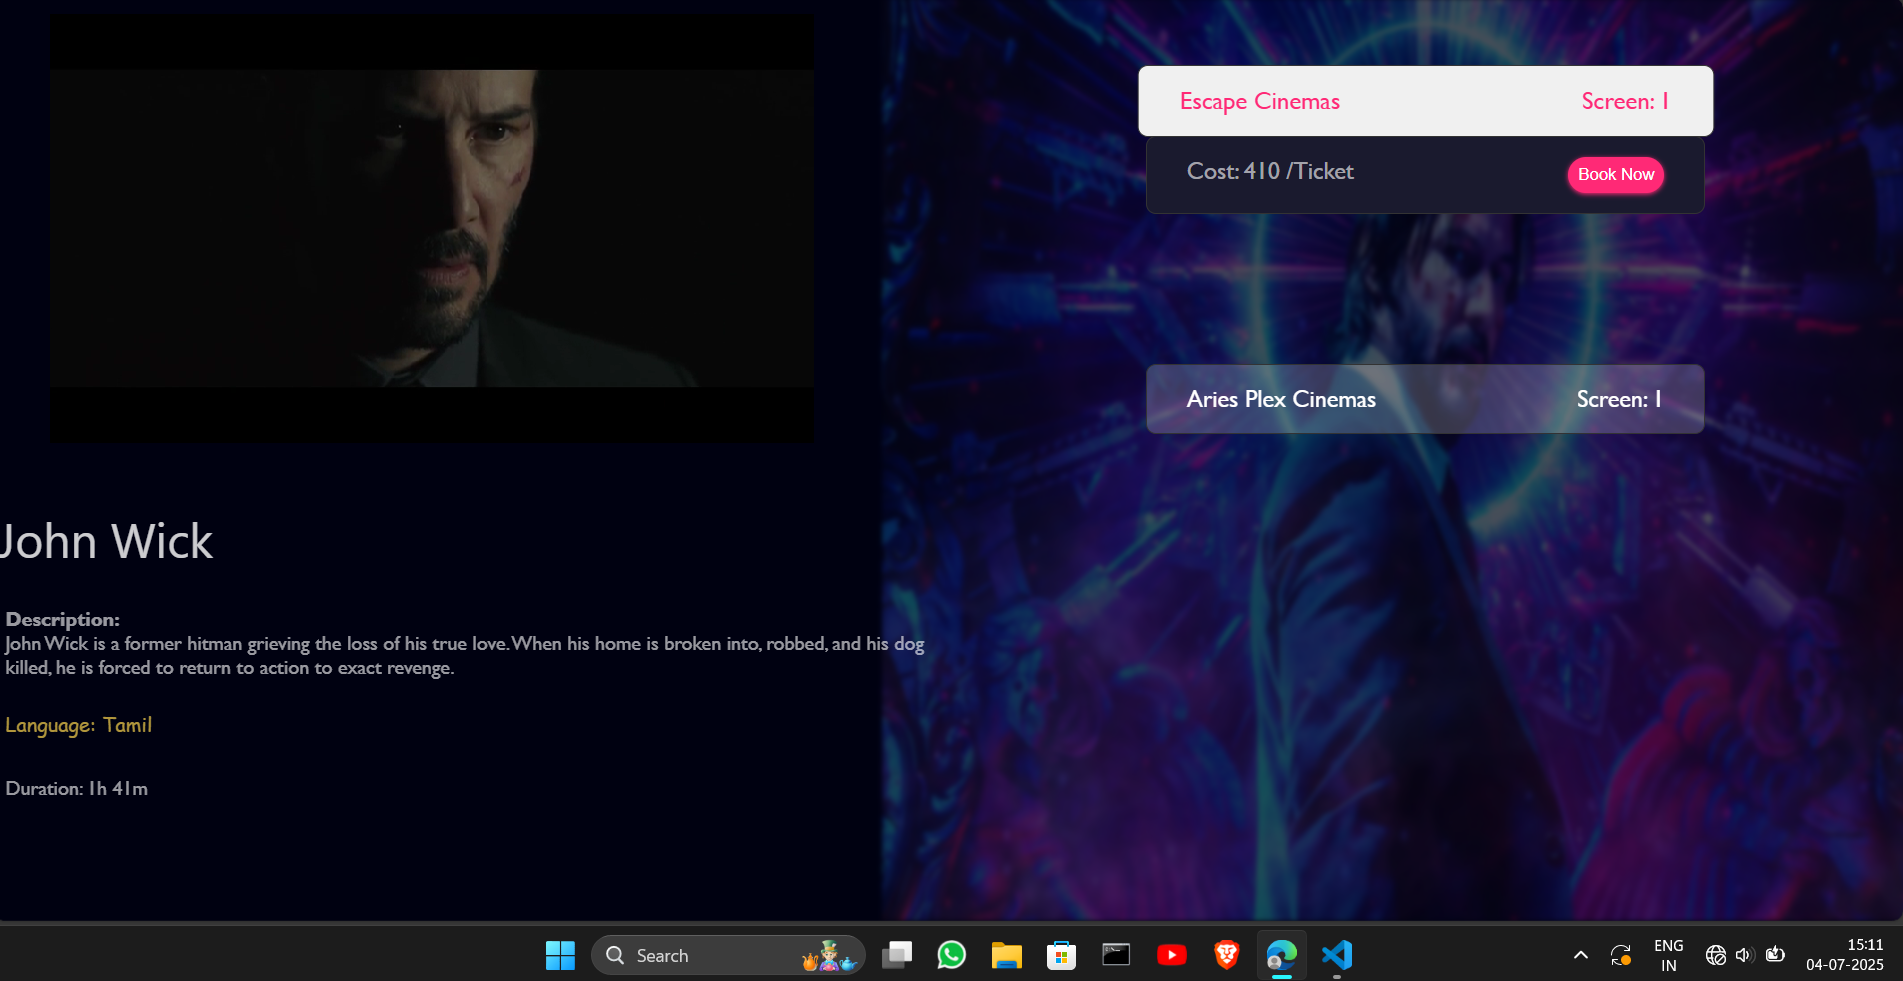 Escape Cinemas Screen: 1
Cost: 410 /Ticket Book Now
Aries Plex Cinemas Screen: 1
John Wick
Description:
John Wick is a former hitman grieving the loss of his true love. When his home is broken into, robbed, and his dog
killed, he is forced to return to action to exact revenge.
Language: Tamil
Duration: 1h 41m
Search
ENG
IN
15:11
04-07-2025